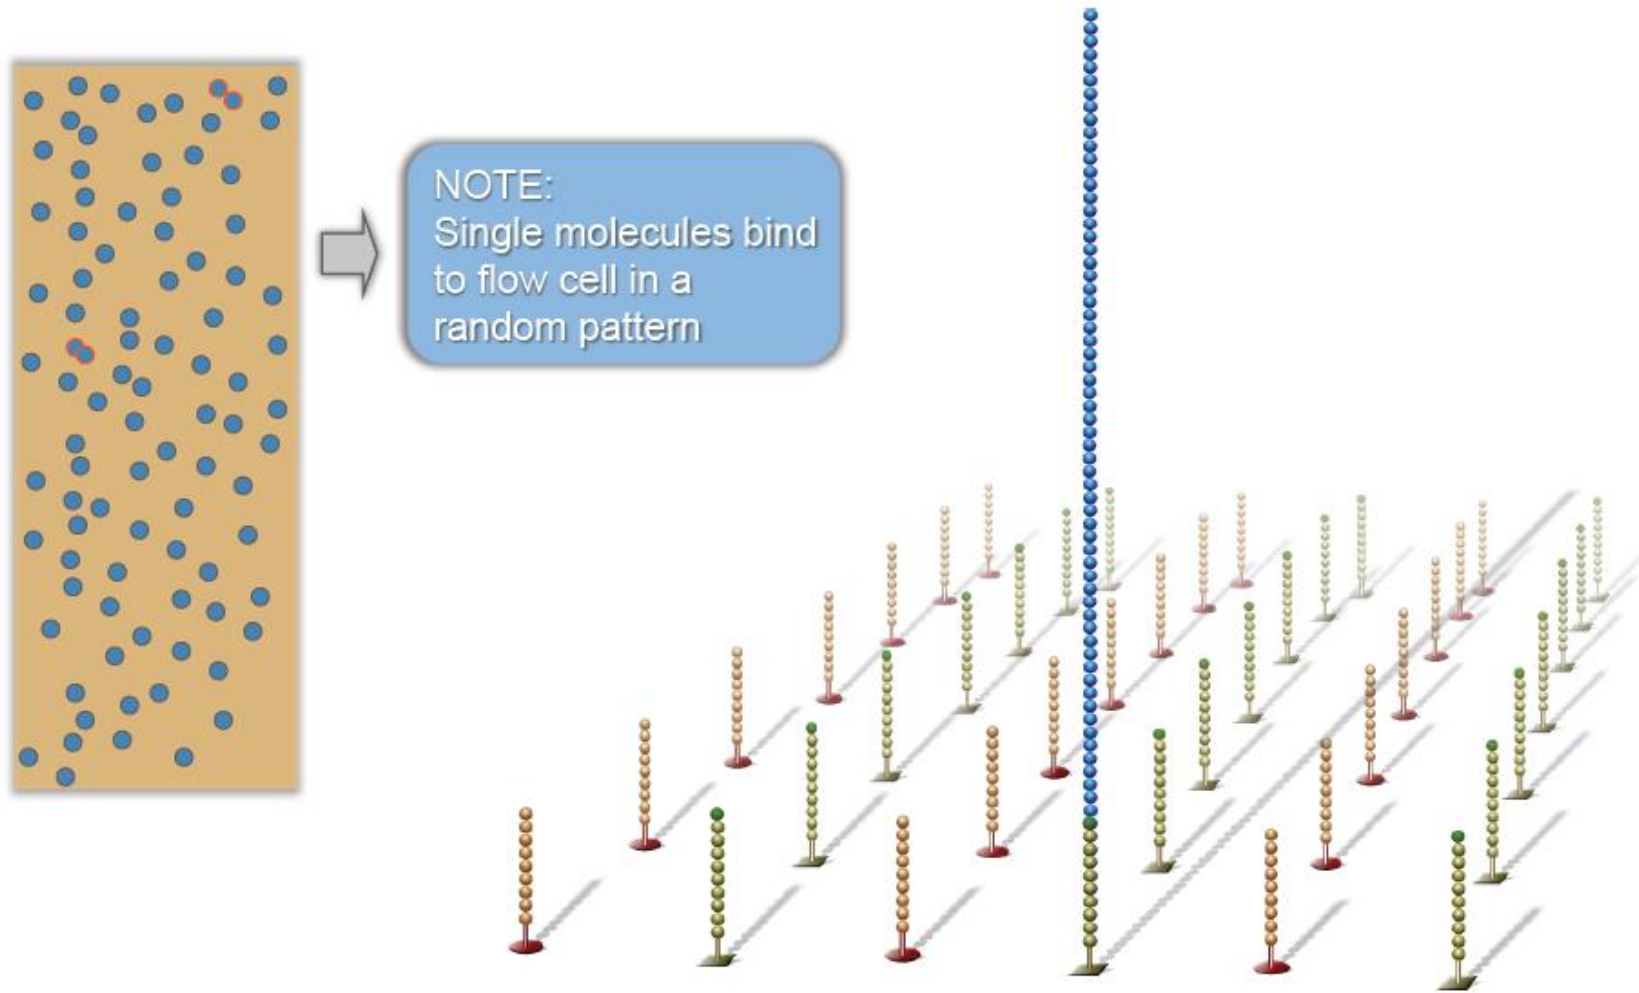 NOTE:
Single molecules bind
to flow cell in a
random pattern